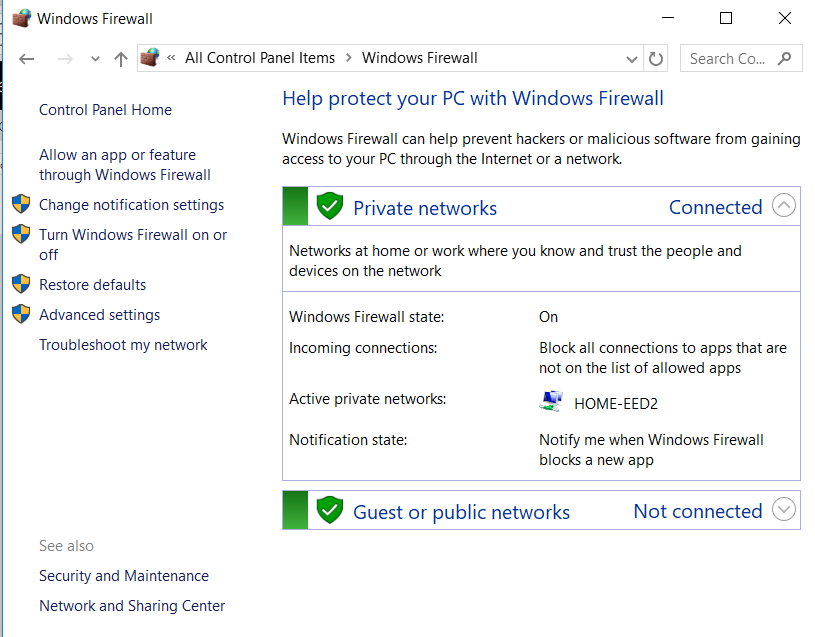 Windows Firewall
« All Control Panel Items > Windows Firewall
Search Co...
Control Panel Home
Allow an app or feature
through Windows Firewall
Change notification settings
Turn Windows Firewall on or
off
Restore defaults
Advanced settings
Troubleshoot my network
See also
Security and Maintenance
Network and Sharing Center
Help protect your PC with Windows Firewall
Windows Firewall can help prevent hackers or malicious software from gaining
access to your PC through the Internet or a network.
Private networks Connected
Networks at home or work where you know and trust the people and
devices on the network
Windows Firewall state: On
Incoming connections: Block all connections to apps that are
not on the list of allowed apps
Active private networks: HOME-EED2
Notification state: Notify me when Windows Firewall
blocks a new app
Guest or public networks Not connected